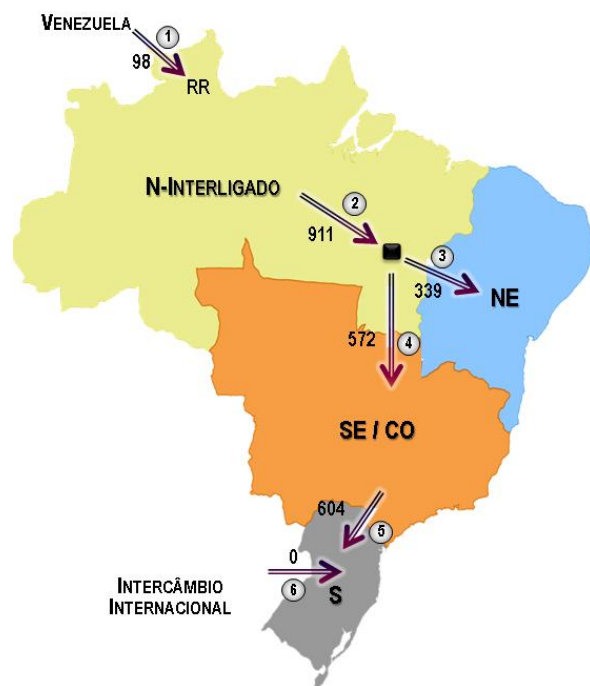 VENEZUELA
1
98
RR
N-INTERLIGADO
2
911
3
339
NE
572
4
SE / CO
604
5
0
6
S
INTERCÂMBIO
INTERNACIONAL